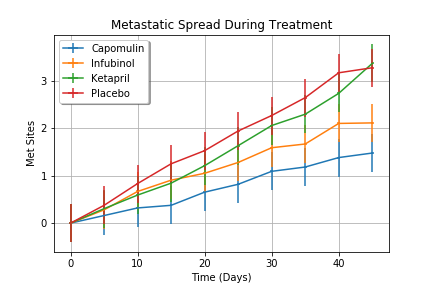 Metastatic Spread During Treatment
Capomulin
Infubinol
Ketapril
Placebo
Met Sites
3
2
1
0
0 10 20 30 40
Time (Days)